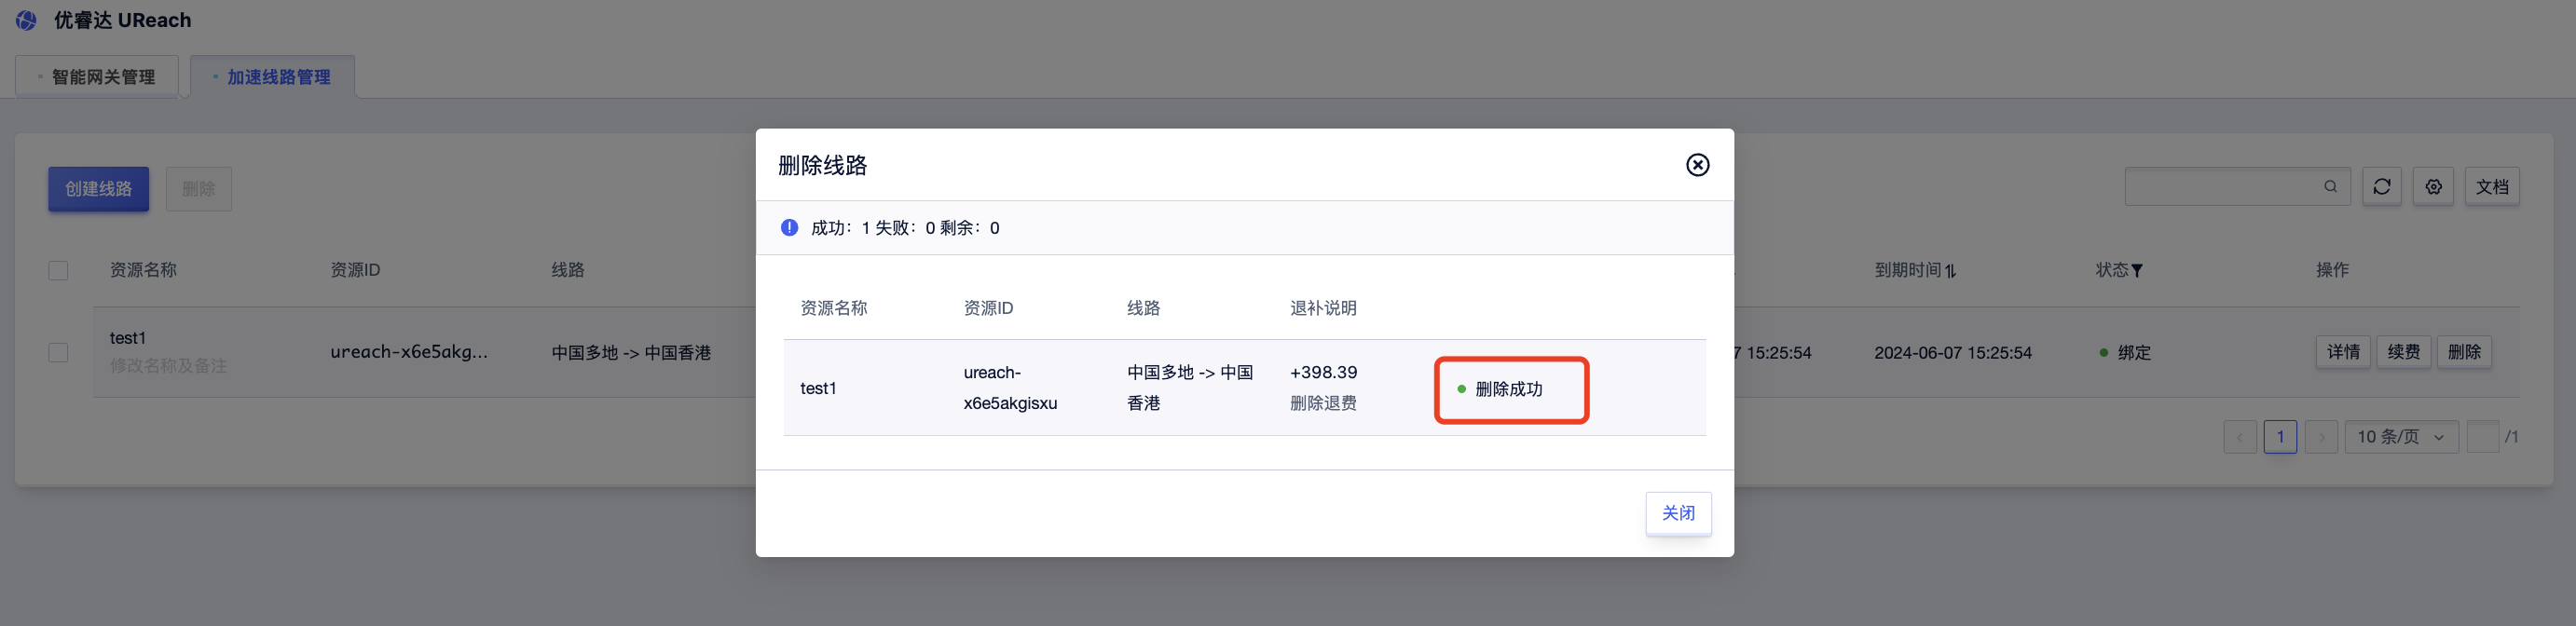 优睿达 UReach
智能网关管理
加速线路管理
创建线路
删除
文档
资源名称
资源ID
线路
到期时间
状态
操作
test1
修改名称及备注
ureach-x6e5akg...
中国多地 -> 中国香港
7 15:25:54
2024-06-07 15:25:54
绑定
详情
续费
删除
1
10 条/页
/1
删除线路
成功：1 失败：0 剩余：0
资源名称
资源ID
线路
退补说明
test1
ureach-
x6e5akgisxu
中国多地 -> 中国
香港
+398.39
删除退费
删除成功
关闭